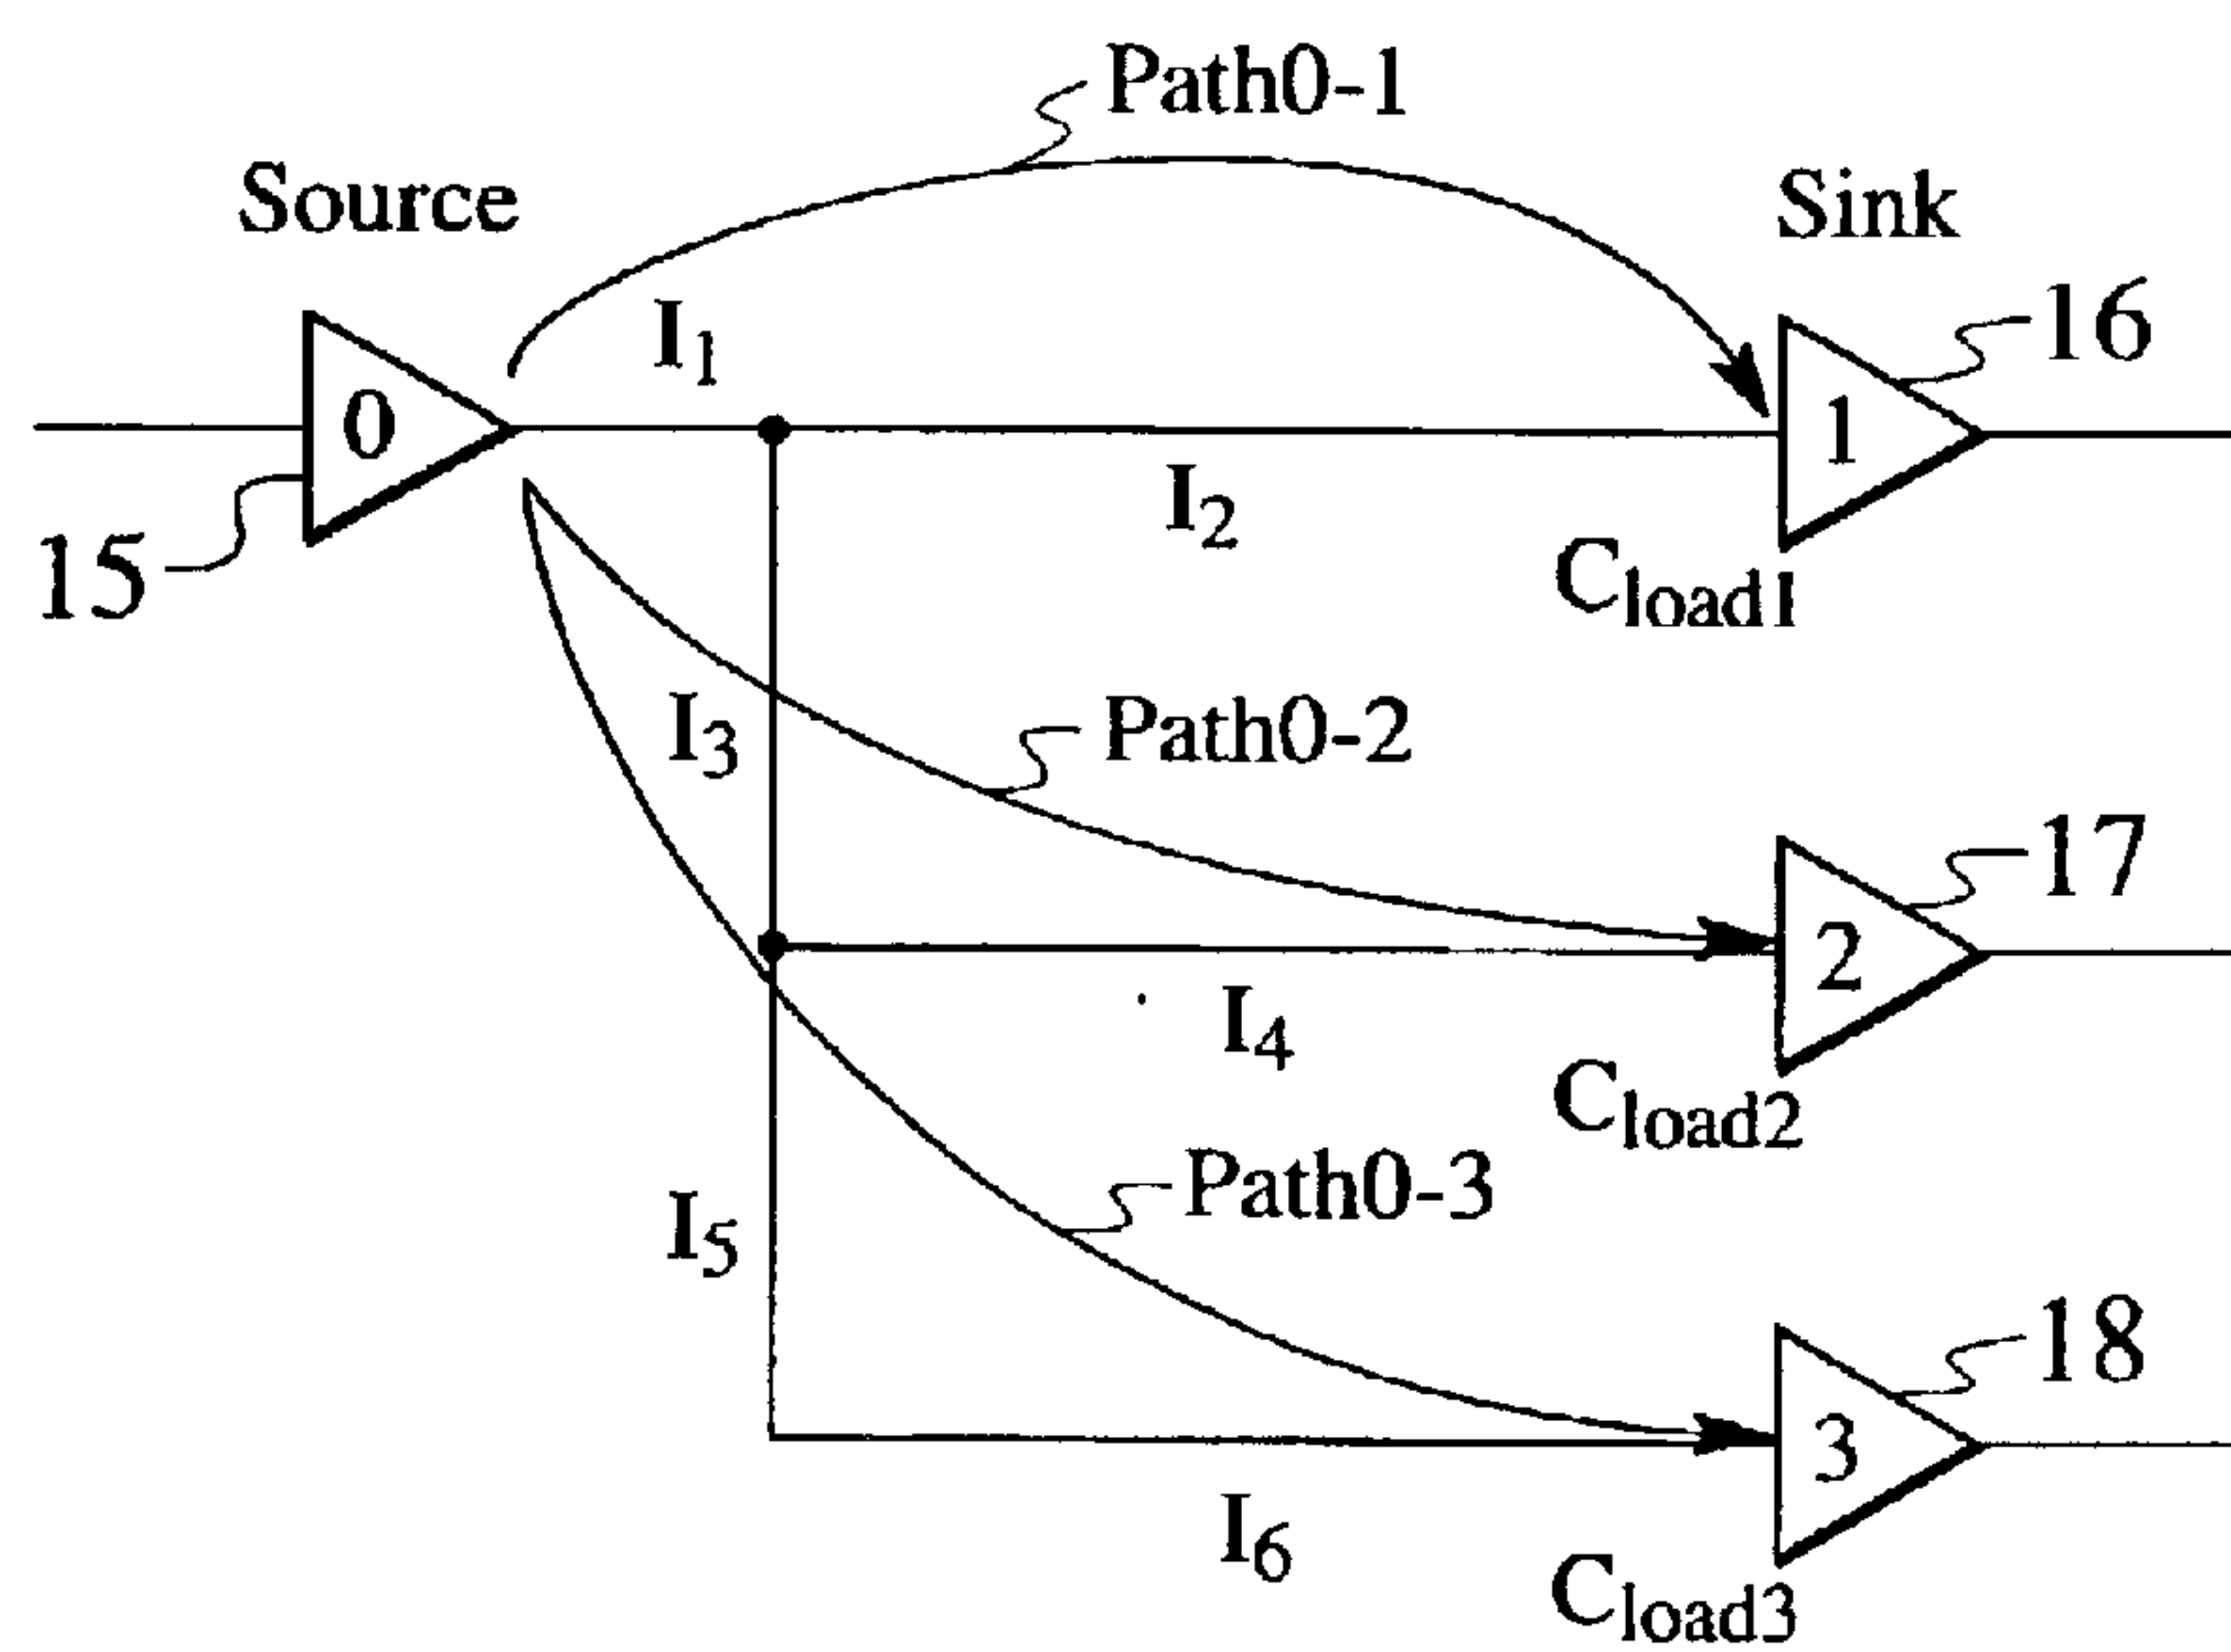 Path0-1
Source
Sink
16
I1
0
1
I2
15
Cload1
I3
Path0-2
17
2
I4
Cload2
Path0-3
I5
18
3
I6
Cload3